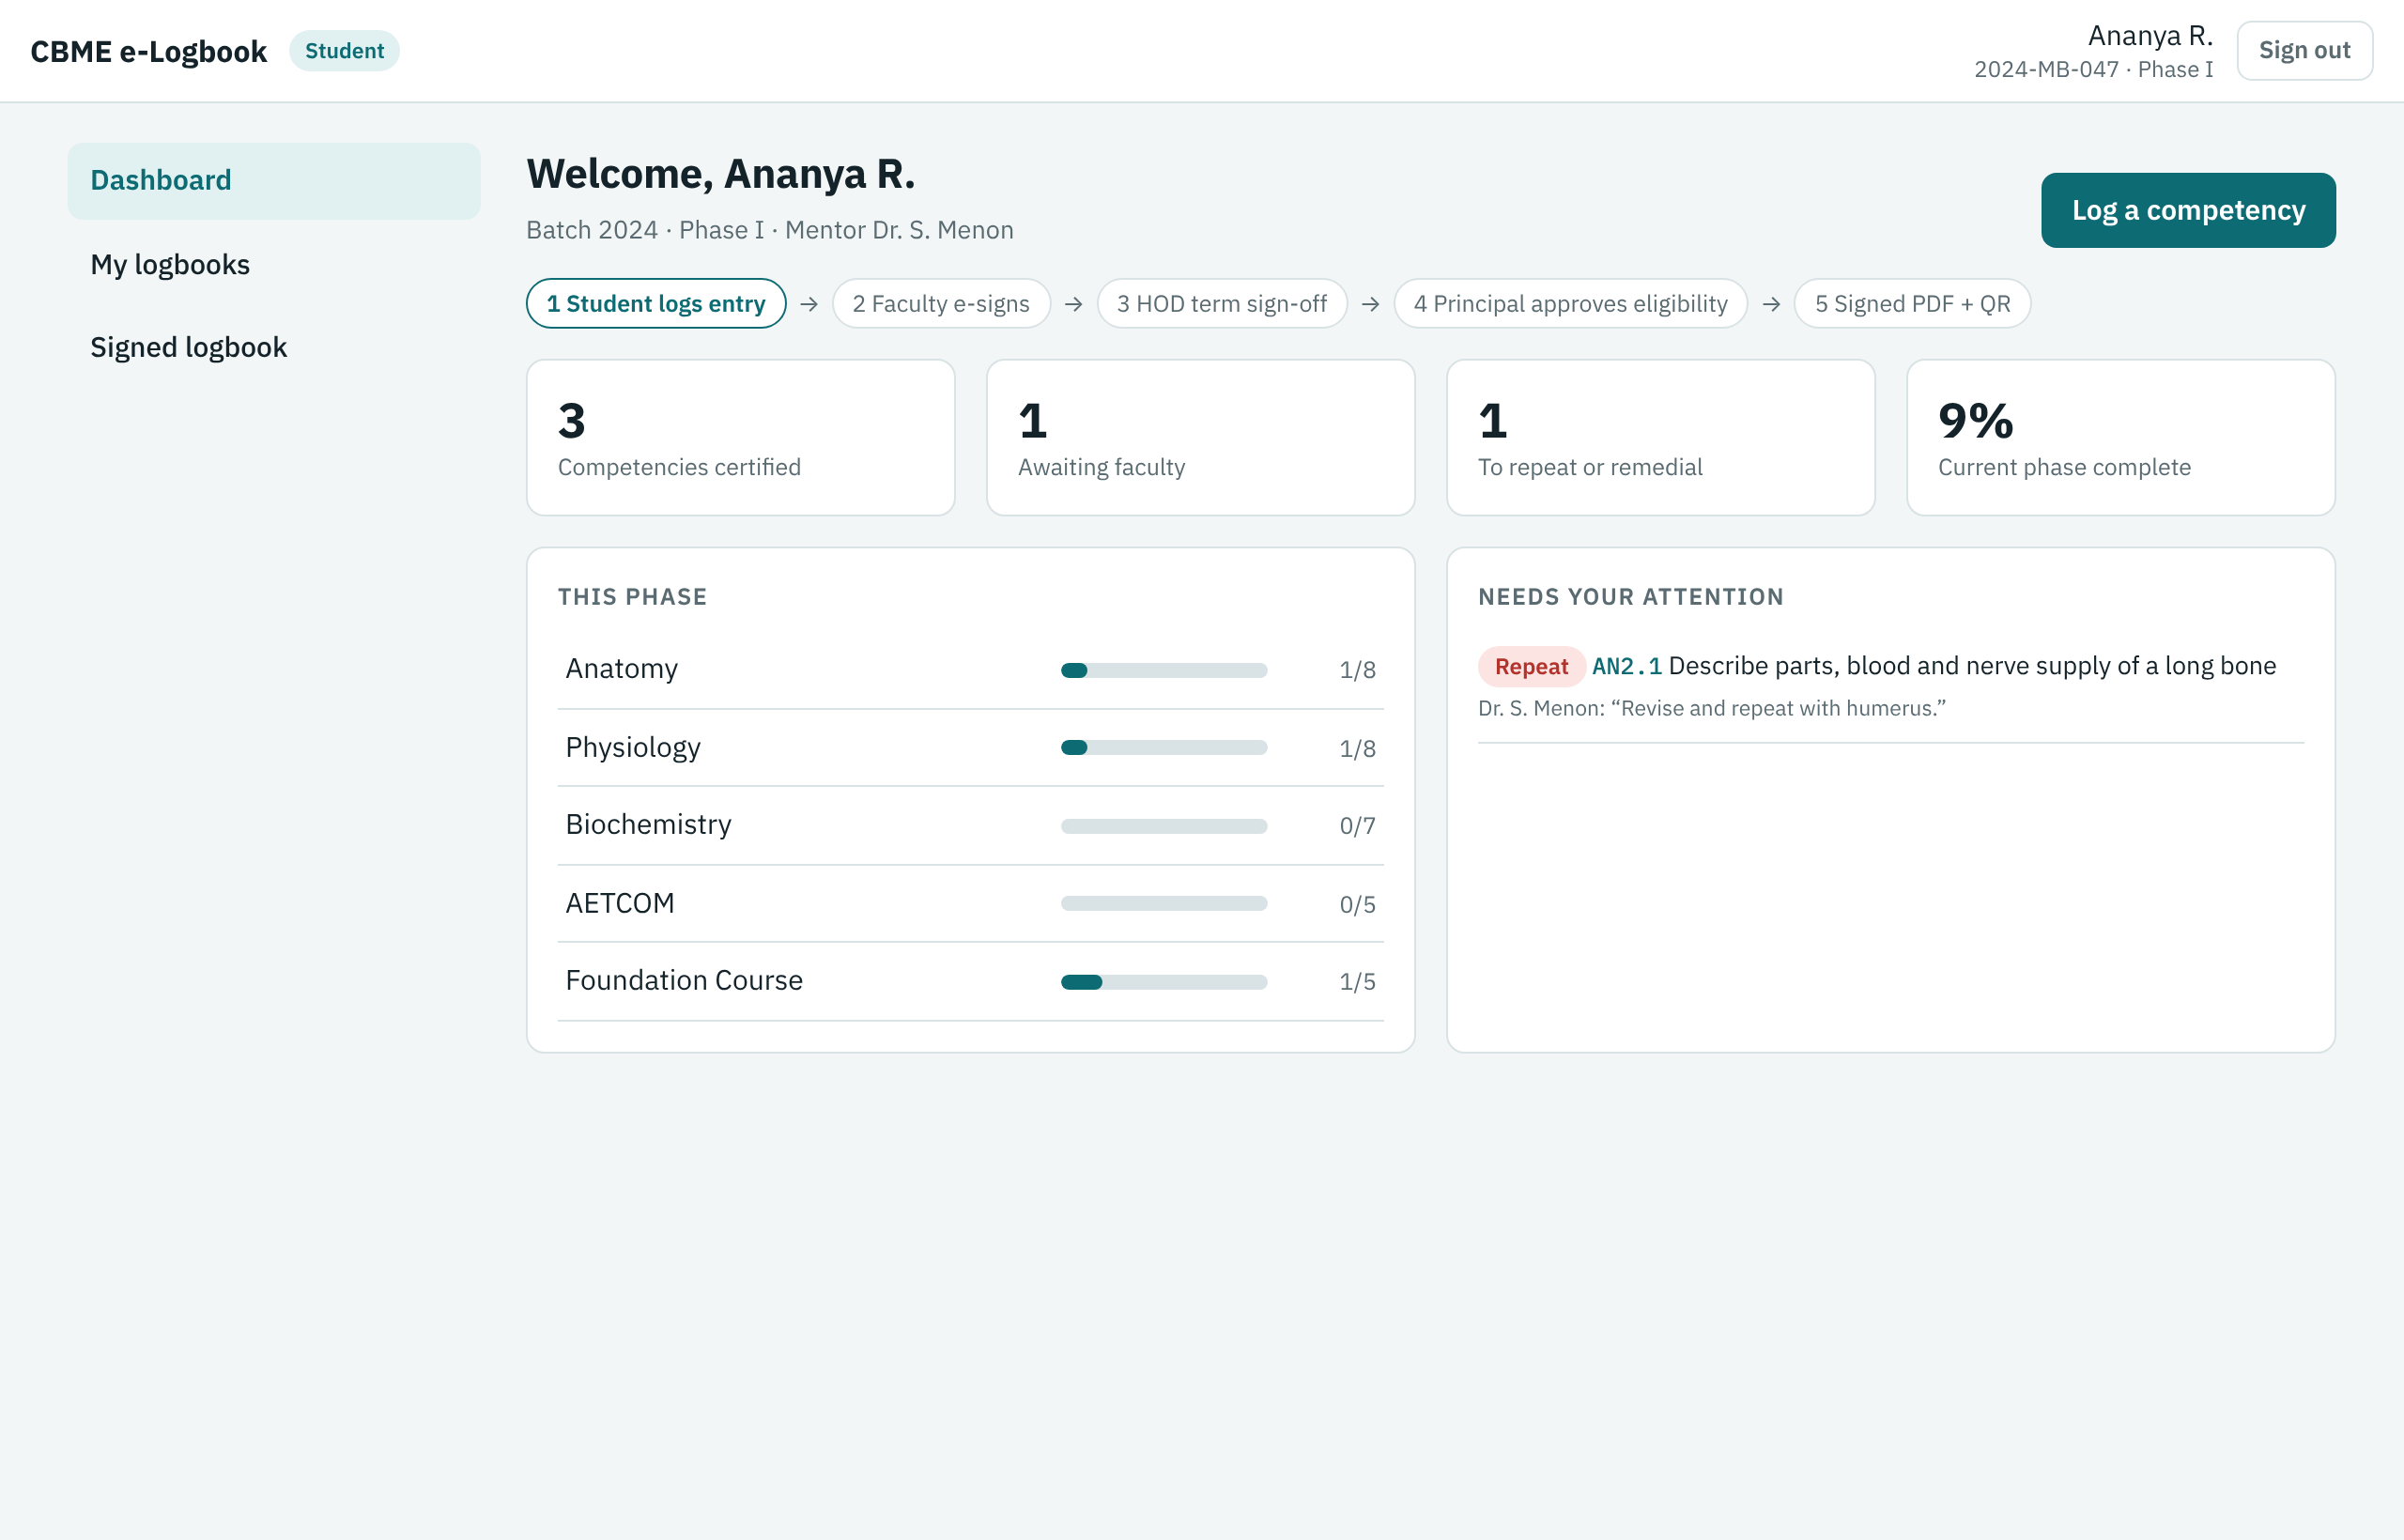 CBME e-Logbook Student
Ananya R.
2024-MB-047 · Phase I
Sign out
Dashboard
My logbooks
Signed logbook
Welcome, Ananya R.
Batch 2024 · Phase I · Mentor Dr. S. Menon
Log a competency
1 Student logs entry → 2 Faculty e-signs → 3 HOD term sign-off → 4 Principal approves eligibility → 5 Signed PDF + QR
3
Competencies certified
1
Awaiting faculty
1
To repeat or remedial
9%
Current phase complete
THIS PHASE
Anatomy 1/8
Physiology 1/8
Biochemistry 0/7
AETCOM 0/5
Foundation Course 1/5
NEEDS YOUR ATTENTION
Repeat AN2.1 Describe parts, blood and nerve supply of a long bone
Dr. S. Menon: “Revise and repeat with humerus.”